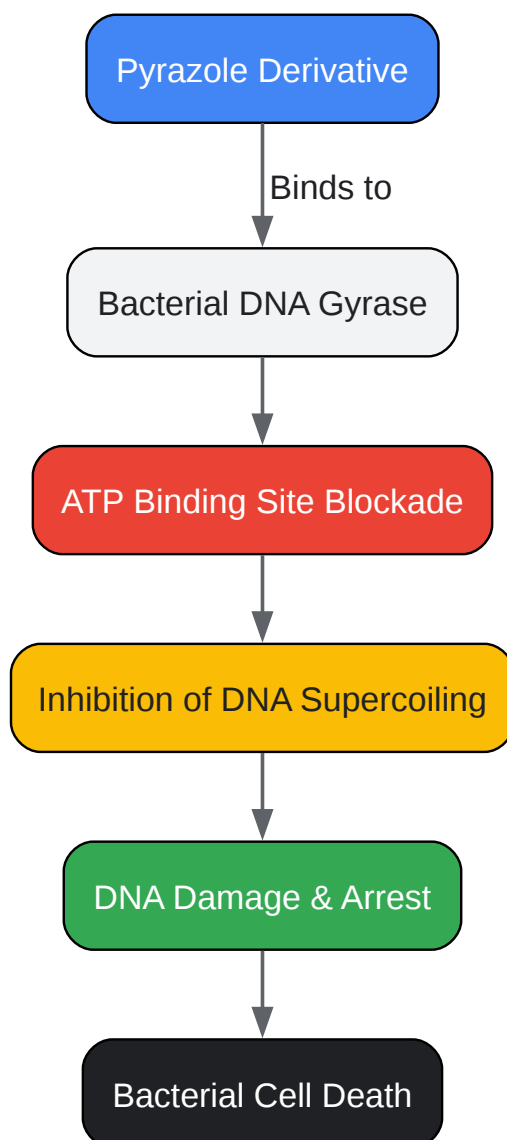 Pyrazole Derivative
Binds to
Bacterial DNA Gyrase
ATP Binding Site Blockade
Inhibition of DNA Supercoiling
DNA Damage & Arrest
Bacterial Cell Death